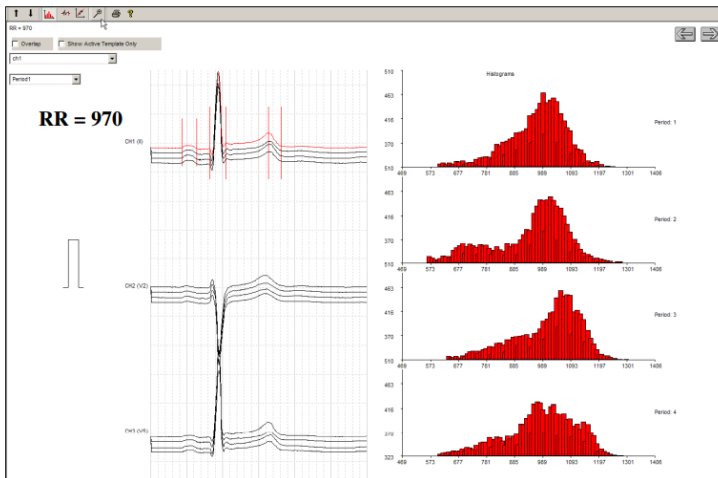 RR = 970
Overlap
Show Active Template Only
ch1
Period1
RR = 970
CH1 (II)
CH2 (V2)
CH3 (V5)
Histograms
510
463
416
370
510
469 573 677 781 885 989 1093 1197 1301 1406
Period: 1
463
416
370
510
469 573 677 781 885 989 1093 1197 1301 1406
Period: 2
463
416
370
510
469 573 677 781 885 989 1093 1197 1301 1406
Period: 3
463
416
370
323
469 573 677 781 885 989 1093 1197 1301 1406
Period: 4